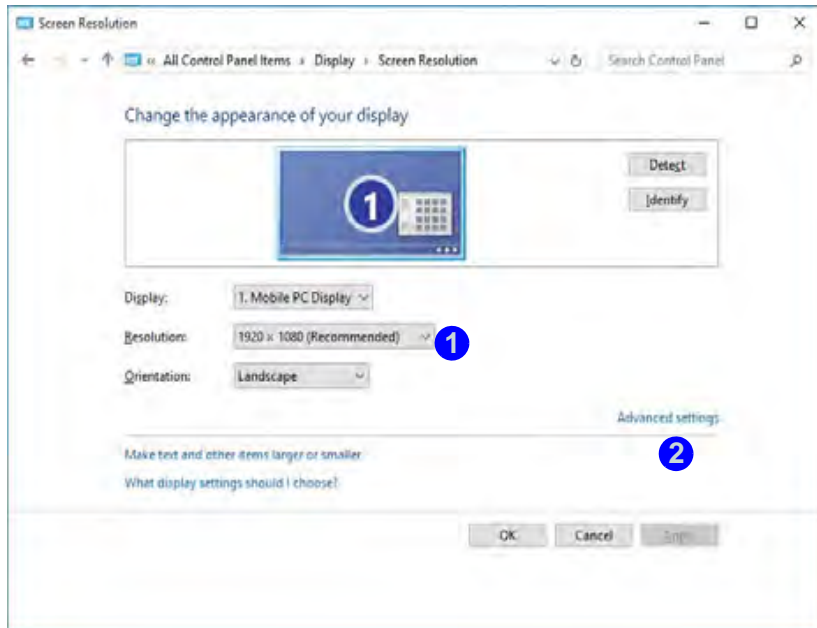 Screen Resolution
« All Control Panel Items › Display › Screen Resolution Search Control Panel
Change the appearance of your display
1
Detect
Identify
Display: 1. Mobile PC Display
Resolution: 1920 × 1080 (Recommended) 1
Orientation: Landscape
Advanced settings
2
Make text and other items larger or smaller
What display settings should I choose?
OK Cancel Apply